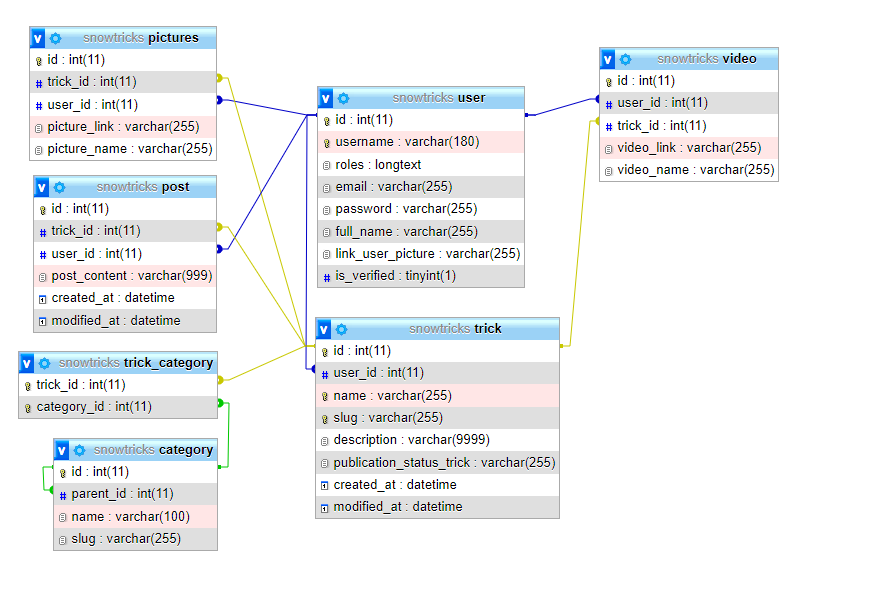 snowtricks pictures
id : int(11)
trick_id : int(11)
user_id : int(11)
picture_link : varchar(255)
picture_name : varchar(255)
snowtricks post
id : int(11)
trick_id : int(11)
user_id : int(11)
post_content : varchar(999)
created_at : datetime
modified_at : datetime
snowtricks trick_category
trick_id : int(11)
category_id : int(11)
snowtricks category
id : int(11)
parent_id : int(11)
name : varchar(100)
slug : varchar(255)
snowtricks user
id : int(11)
username : varchar(180)
roles : longtext
email : varchar(255)
password : varchar(255)
full_name : varchar(255)
link_user_picture : varchar(255)
is_verified : tinyint(1)
snowtricks trick
id : int(11)
user_id : int(11)
name : varchar(255)
slug : varchar(255)
description : varchar(9999)
publication_status_trick : varchar(255)
created_at : datetime
modified_at : datetime
snowtricks video
id : int(11)
user_id : int(11)
trick_id : int(11)
video_link : varchar(255)
video_name : varchar(255)